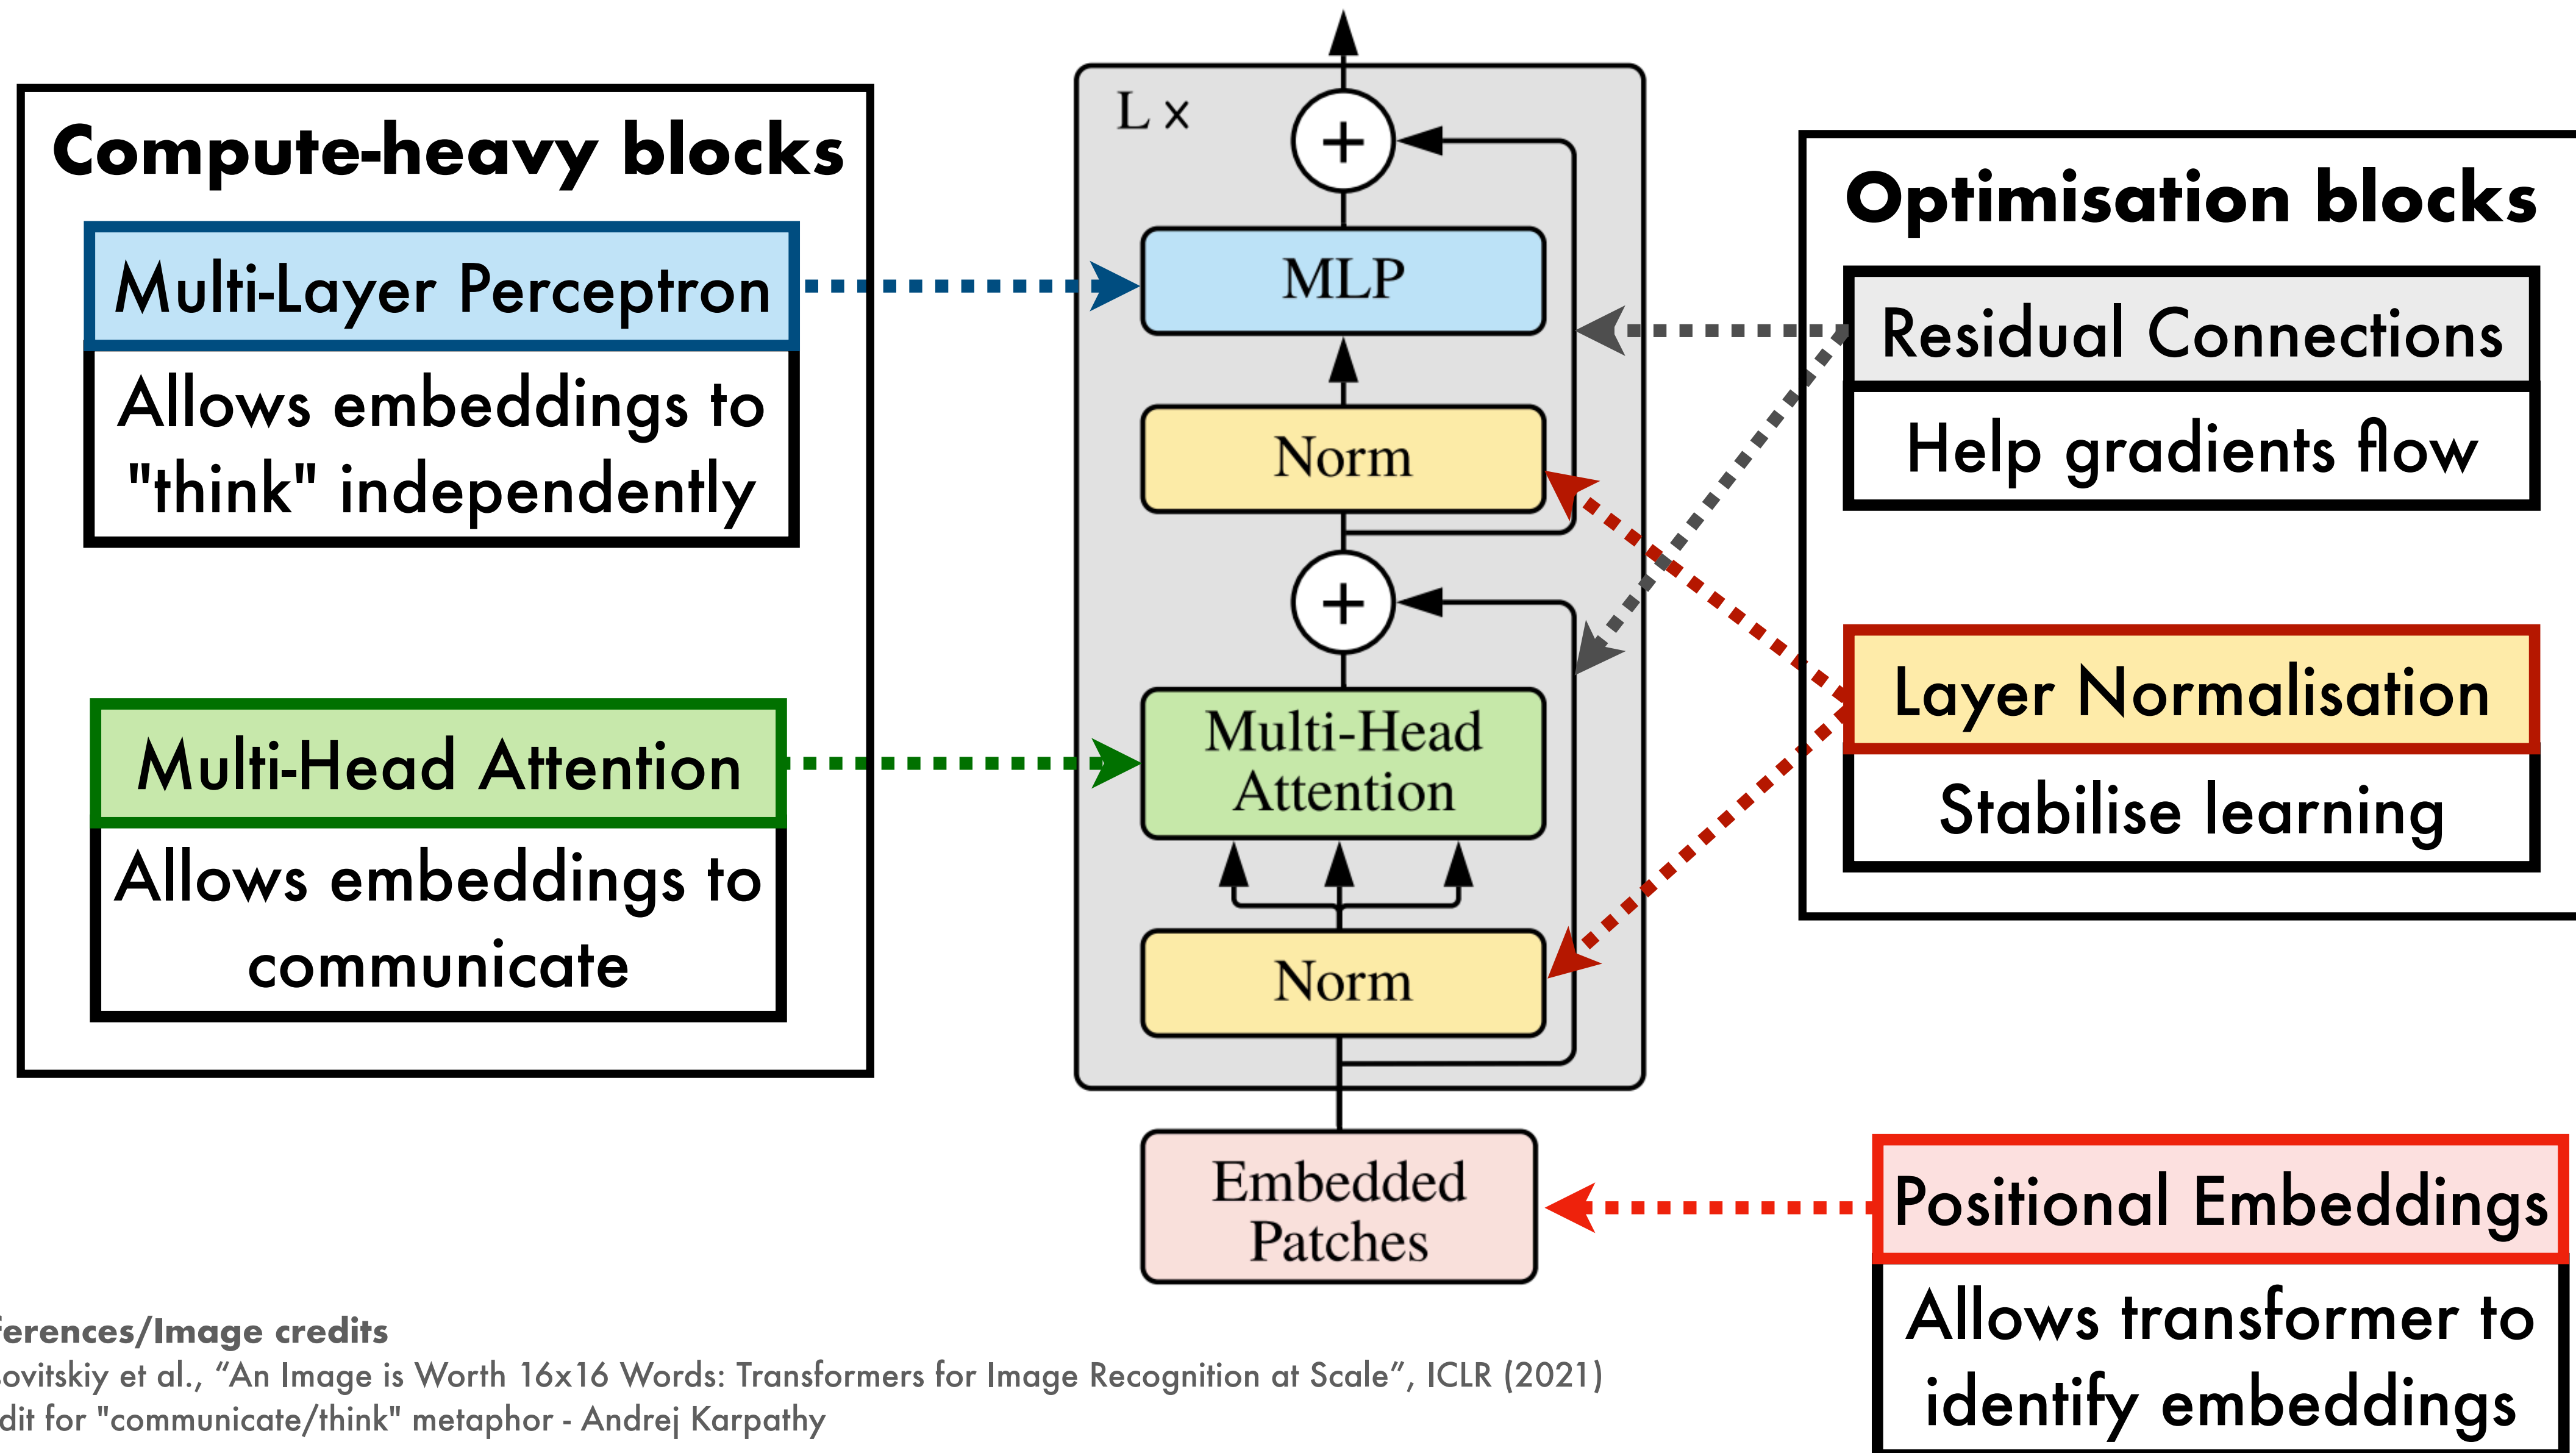 Compute-heavy blocks
Multi-Layer Perceptron
Allows embeddings to
"think" independently
Multi-Head Attention
Allows embeddings to
communicate
L ×
+
MLP
Norm
+
Multi-Head
Attention
Norm
Embedded
Patches
Optimisation blocks
Residual Connections
Help gradients flow
Layer Normalisation
Stabilise learning
Positional Embeddings
Allows transformer to
identify embeddings
ferences/Image credits
ovitskiy et al., “An Image is Worth 16x16 Words: Transformers for Image Recognition at Scale”, ICLR (2021)
dit for "communicate/think" metaphor - Andrej Karpathy